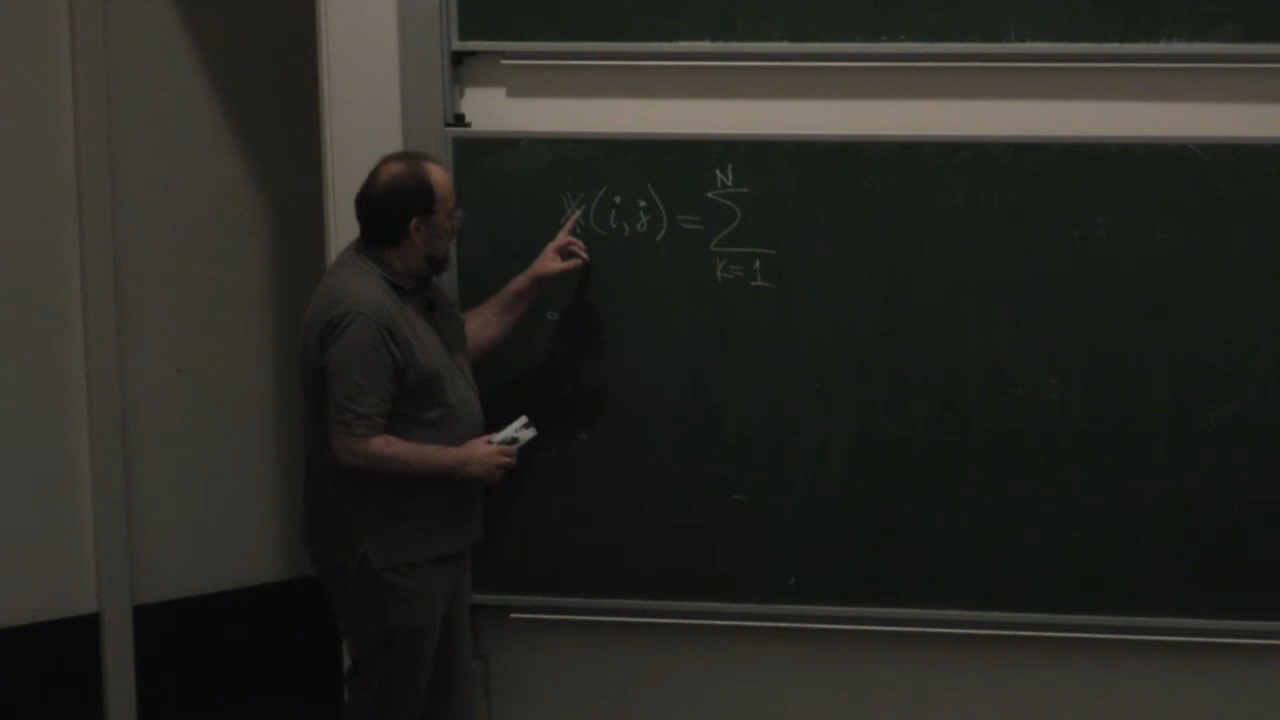 X(i,j) = ∑_{k=1}^{N}